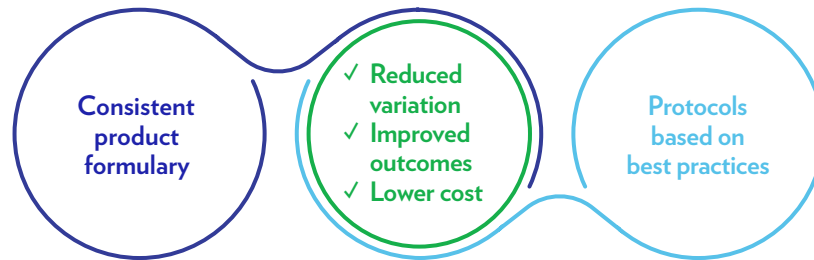 Consistent
product
formulary
✓ Reduced
variation
✓ Improved
outcomes
✓ Lower cost
Protocols
based on
best practices